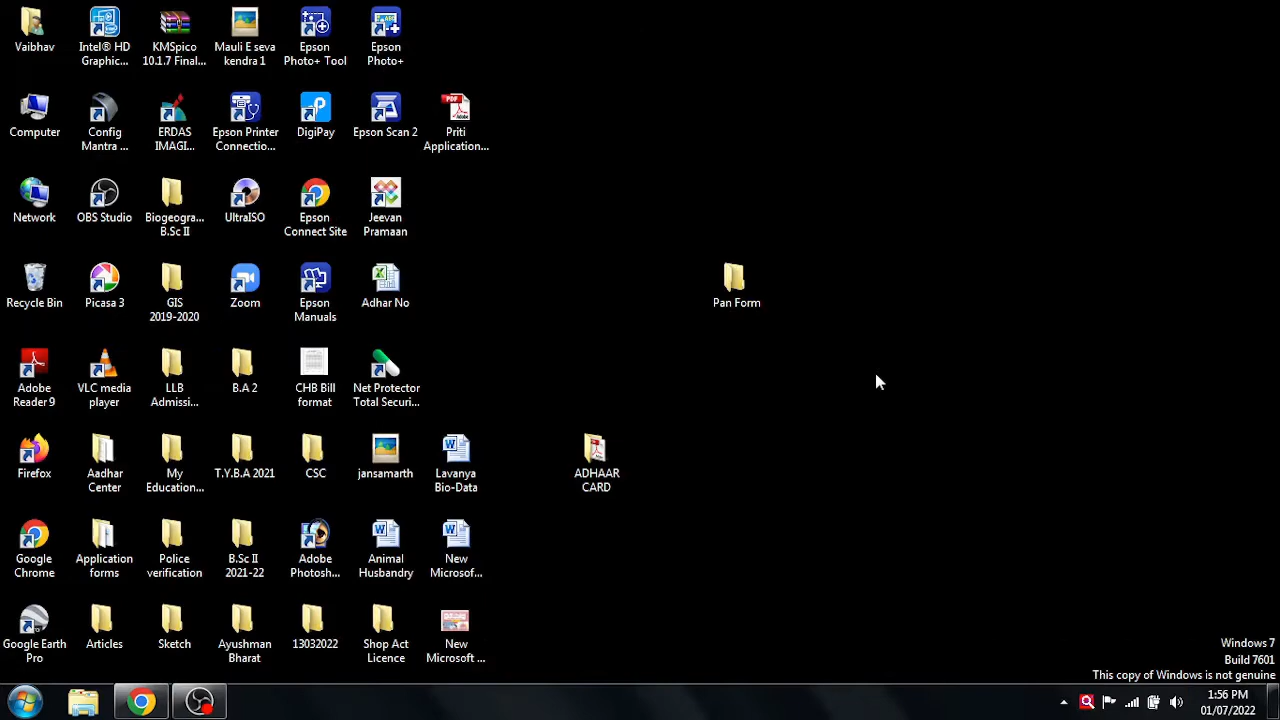 Vaibhav
Intel® HD
Graphic...
KMSpico
10.1.7 Final...
Mauli E seva
kendra 1
Epson
Photo+ Tool
Epson
Photo+
Computer
Config
Mantra ...
ERDAS
IMAGI...
Epson Printer
Connectio...
DigiPay
Epson Scan 2
PDF
Adobe
Priti
Application...
Network
OBS Studio
Biogeogra...
B.Sc II
UltraISO
Epson
Connect Site
Jeevan
Pramaan
Recycle Bin
Picasa 3
GIS
2019-2020
Zoom
Epson
Manuals
Adhar No
Pan Form
Adobe
Reader 9
VLC media
player
LLB
Admissi...
B.A 2
CHB Bill
format
Net Protector
Total Securi...
Firefox
Aadhar
Center
My
Education...
T.Y.B.A 2021
CSC
jansamarth
Lavanya
Bio-Data
ADHAAR
CARD
Google
Chrome
Application
forms
Police
verification
B.Sc II
2021-22
Adobe
Photosh...
Animal
Husbandry
New
Microsof...
Google Earth
Pro
Articles
Sketch
Ayushman
Bharat
13032022
Shop Act
Licence
New
Microsoft ...
Windows 7
Build 7601
This copy of Windows is not genuine
1:56 PM
01/07/2022